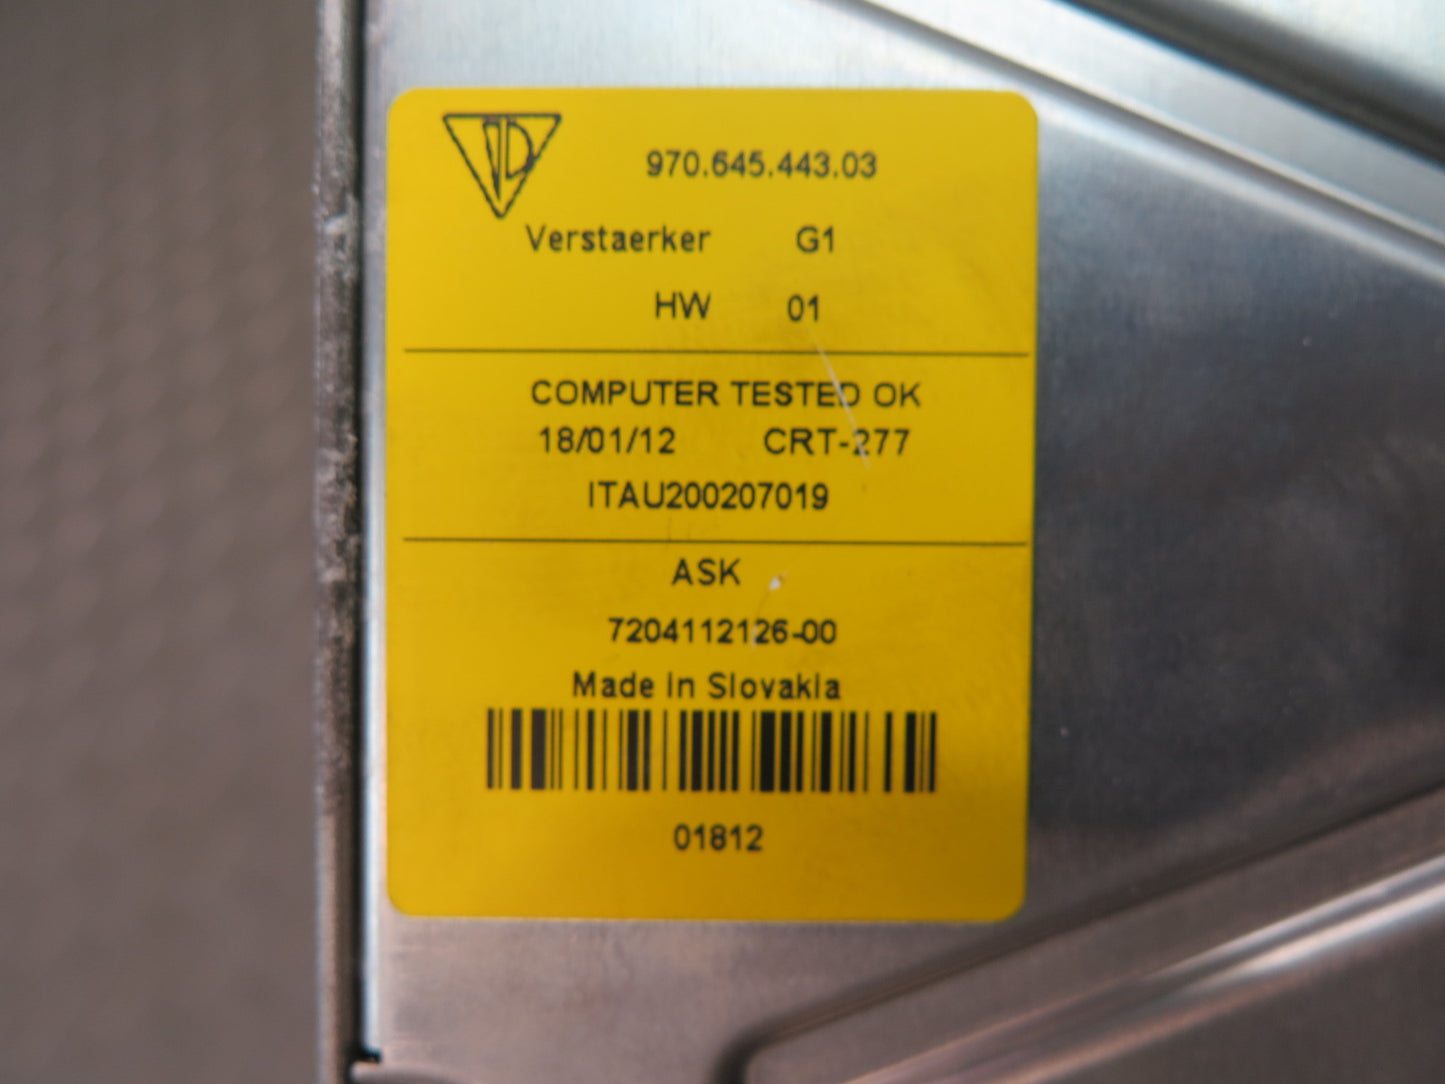 970.645.443.03
Verstaerker G1
HW 01
COMPUTER TESTED OK
18/01/12 CRT-277
ITAU200207019
ASK
7204112126-00
Made in Slovakia
01812